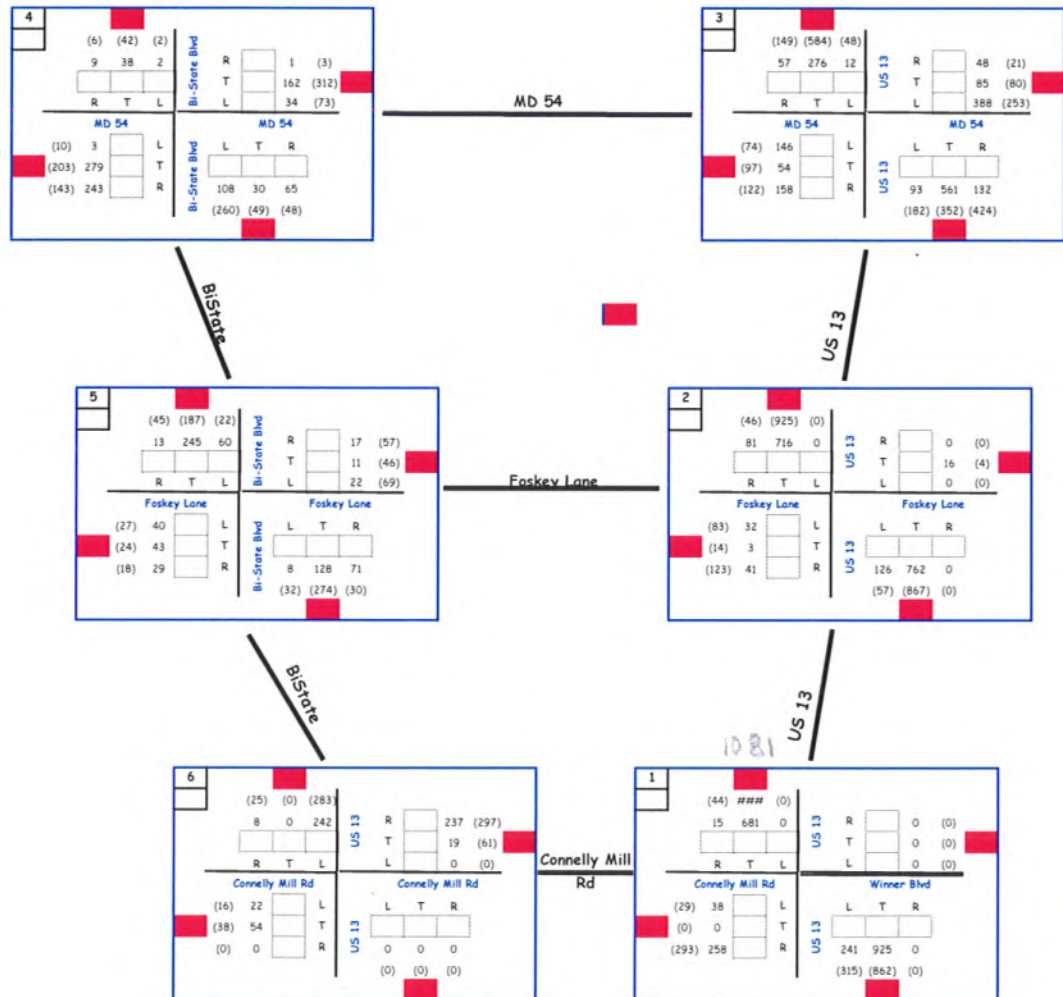 4
(6) (42) (2)
9 38 2
R T L
Bi-State Blvd
R 1 (3)
T 162 (312)
L 34 (73)
MD 54
(10) 3 L
(203) 279 T
(143) 243 R
MD 54
Bi-State Blvd
L T R
108 30 65
(260) (49) (48)
MD 54
3
(149) (584) (48)
57 276 12
R T L
US 13
R 48 (21)
T 85 (80)
L 388 (253)
MD 54
(74) 146 L
(97) 54 T
(122) 158 R
MD 54
US 13
L T R
93 561 132
(182) (352) (424)
BiState
US 13
5
(45) (187) (22)
13 245 60
R T L
Bi-State Blvd
R 17 (57)
T 11 (46)
L 22 (69)
Foskey Lane
(27) 40 L
(24) 43 T
(18) 29 R
Foskey Lane
Bi-State Blvd
L T R
8 128 71
(32) (274) (30)
Foskey Lane
2
(46) (925) (0)
81 716 0
R T L
US 13
R 0 (0)
T 16 (4)
L 0 (0)
Foskey Lane
(83) 32 L
(14) 3 T
(123) 41 R
Foskey Lane
US 13
L T R
126 762 0
(57) (867) (0)
BiState
US 13
1081
6
(25) (0) (283)
8 0 242
R T L
US 13
R 237 (297)
T 19 (61)
L 0 (0)
Connelly Mill Rd
(16) 22 L
(38) 54 T
(0) 0 R
Connelly Mill Rd
US 13
L T R
0 0 0
(0) (0) (0)
Connelly Mill
Rd
1
(44) ### (0)
15 681 0
R T L
US 13
R 0 (0)
T 0 (0)
L 0 (0)
Connelly Mill Rd
(29) 38 L
(0) 0 T
(293) 258 R
Winner Blvd
US 13
L T R
241 925 0
(315) (862) (0)